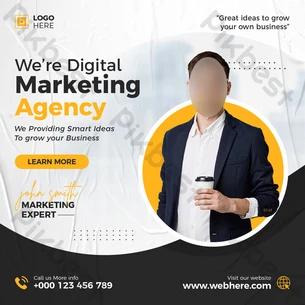 LOGO
HERE
"Great ideas to grow
your own business"
We're Digital
Marketing
Agency
We Providing Smart Ideas
To grow your Business
LEARN MORE
john smith
MARKETING
EXPERT
Call Us More info
+000 123 456 789
Visit our website
www.webhere.com
pikbest